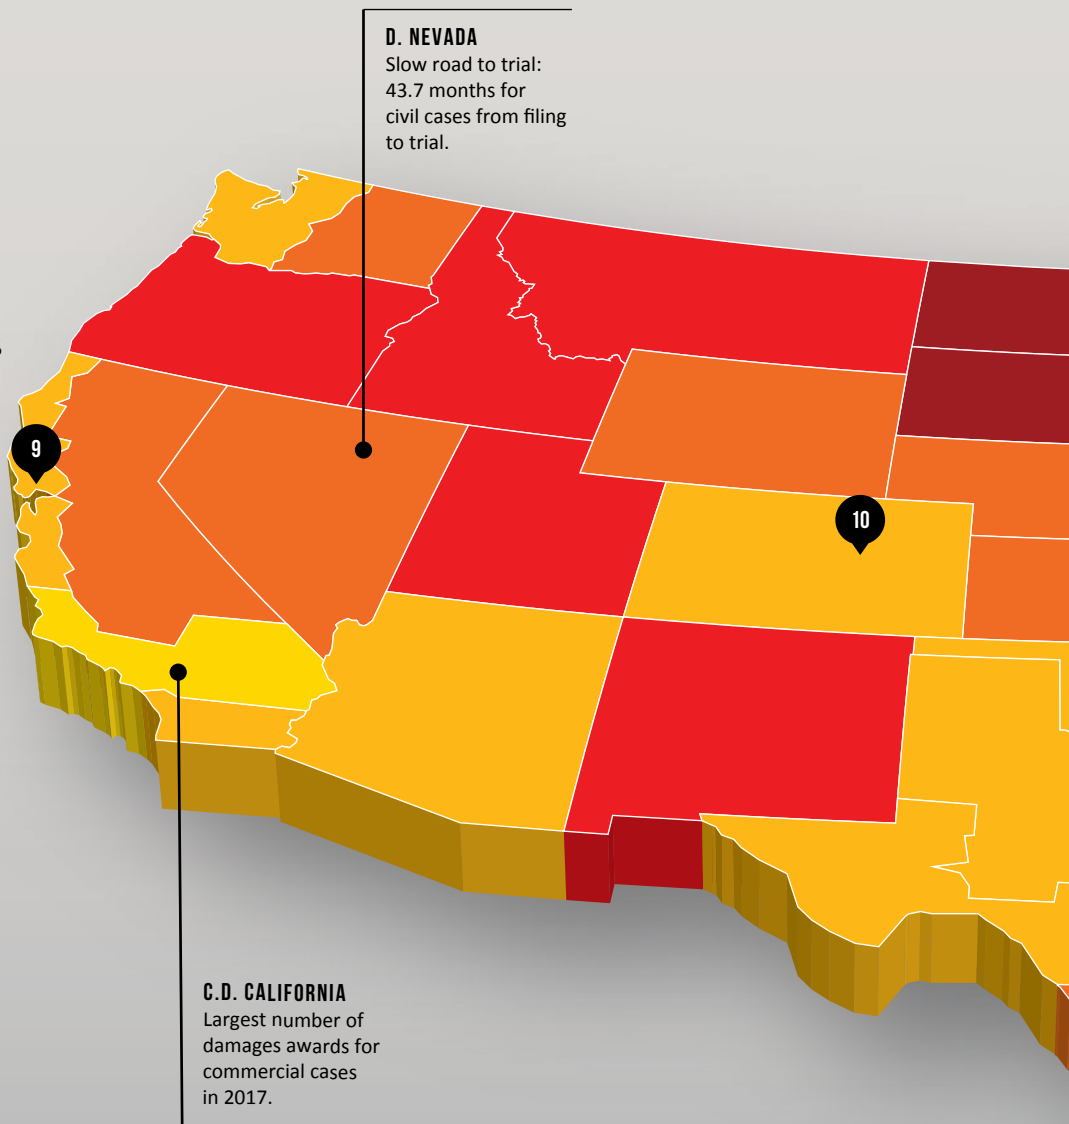 D. NEVADA
Slow road to trial:
43.7 months for
civil cases from filing
to trial.
9
10
C.D. CALIFORNIA
Largest number of
damages awards for
commercial cases
in 2017.